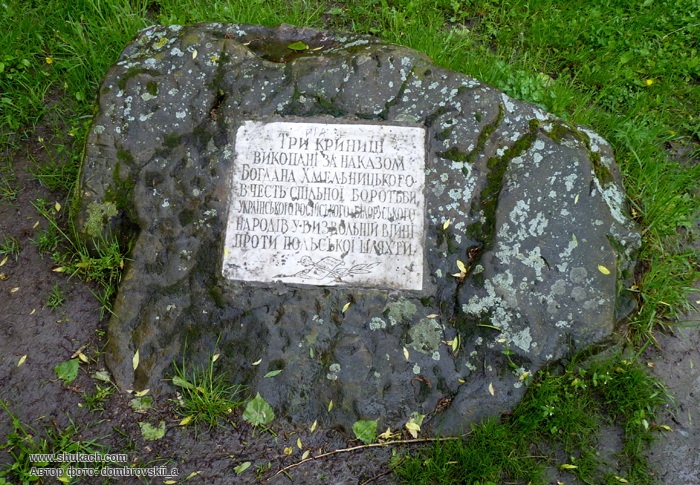 Три криниці
викопані за наказом
Богдана Хмельницького
в честь спільної боротьби
українського російського білоруського
народів у визвольній війні
проти польської шляхти.
www.shukach.com
Автор фото: dombrovskii_a